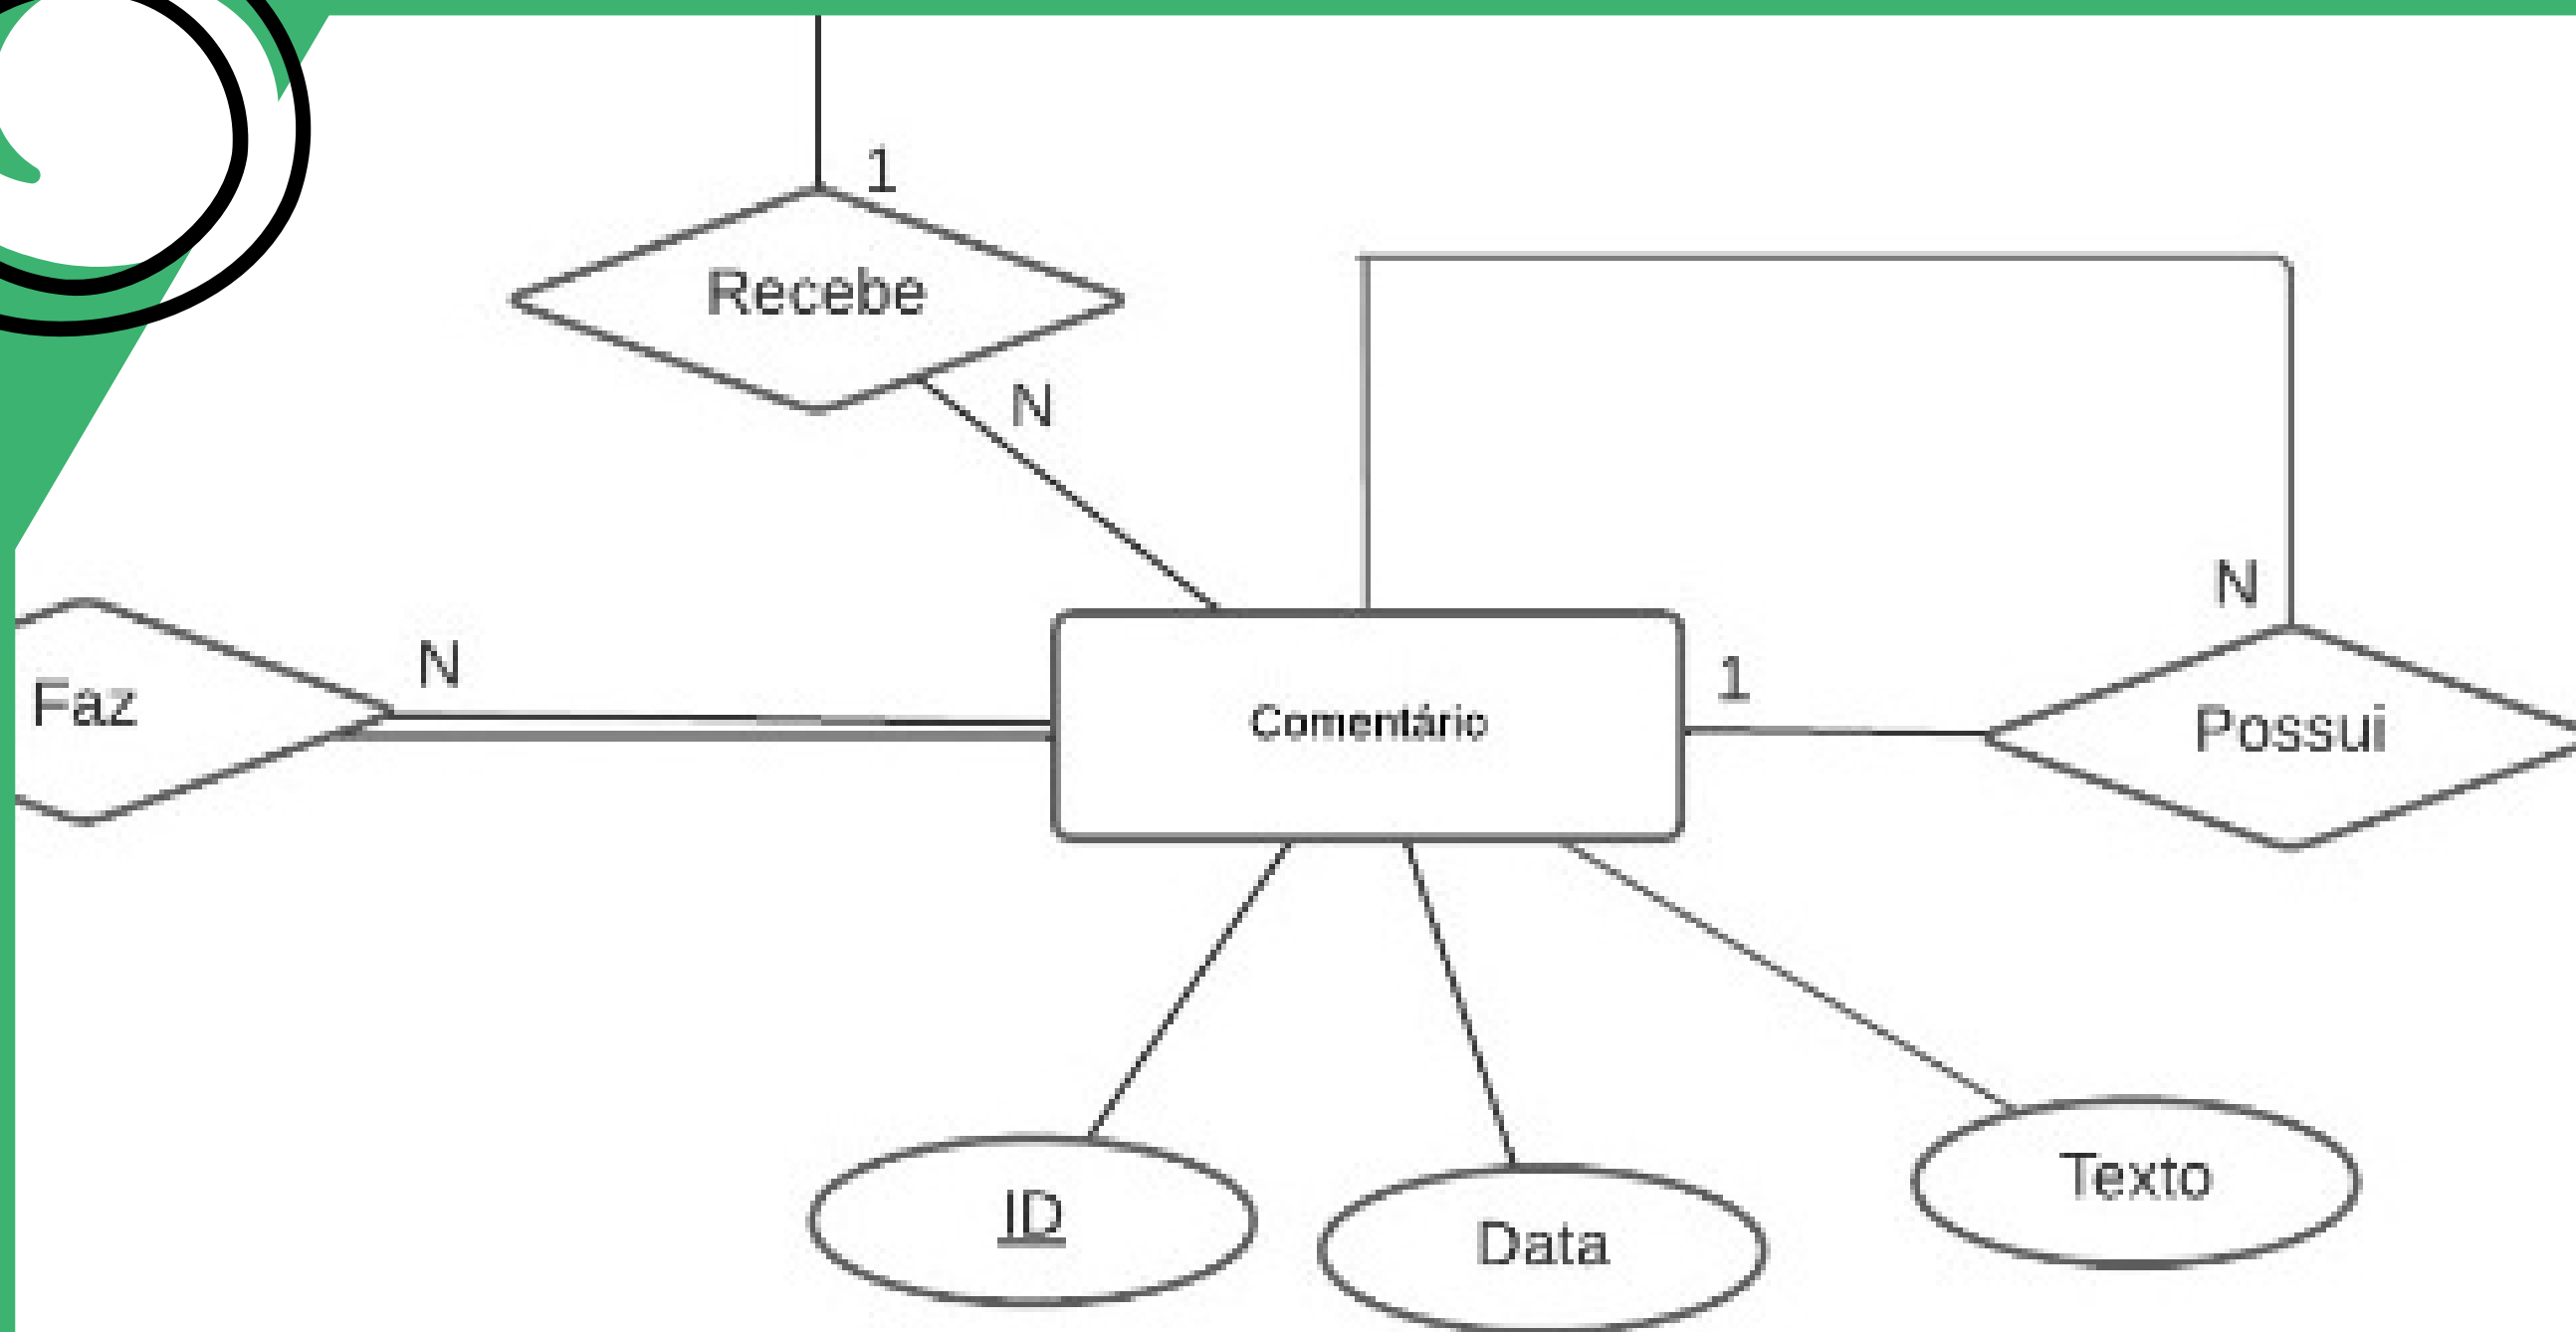 1
Recebe
N
N
N
1
Faz
Comentário
Possui
ID
Data
Texto